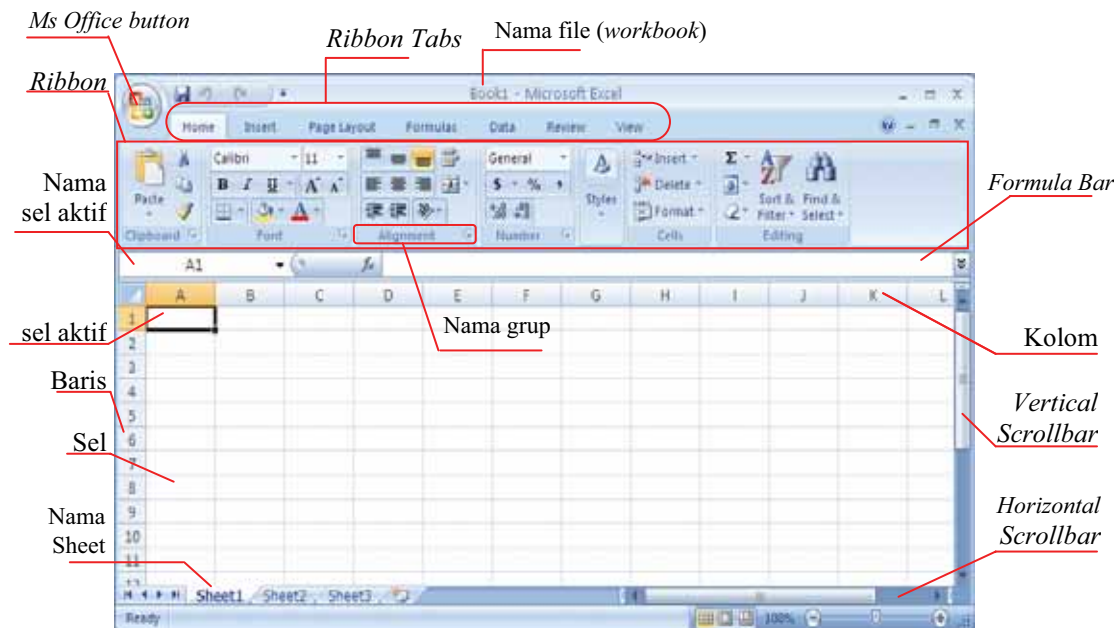 Ms Office button
Ribbon Tabs
Nama file (workbook)
Ribbon
Book1 - Microsoft Excel
Home Insert Page Layout Formulas Data Review View
Calibri 11 General Insert
Nama
sel aktif
Paste
B I U A A $ % , Styles Delete Sort & Find &
A Format Filter Select
Clipboard Font Alignment Number Cells Editing
Formula Bar
A1 fx
A B C D E F G H I J K L
sel aktif
Nama grup
Kolom
Baris
Sel
Vertical
Scrollbar
1
2
3
4
5
6
7
8
9
10
11
12
Nama
Sheet
Horizontal
Scrollbar
Sheet1 Sheet2 Sheet3
Ready 100%